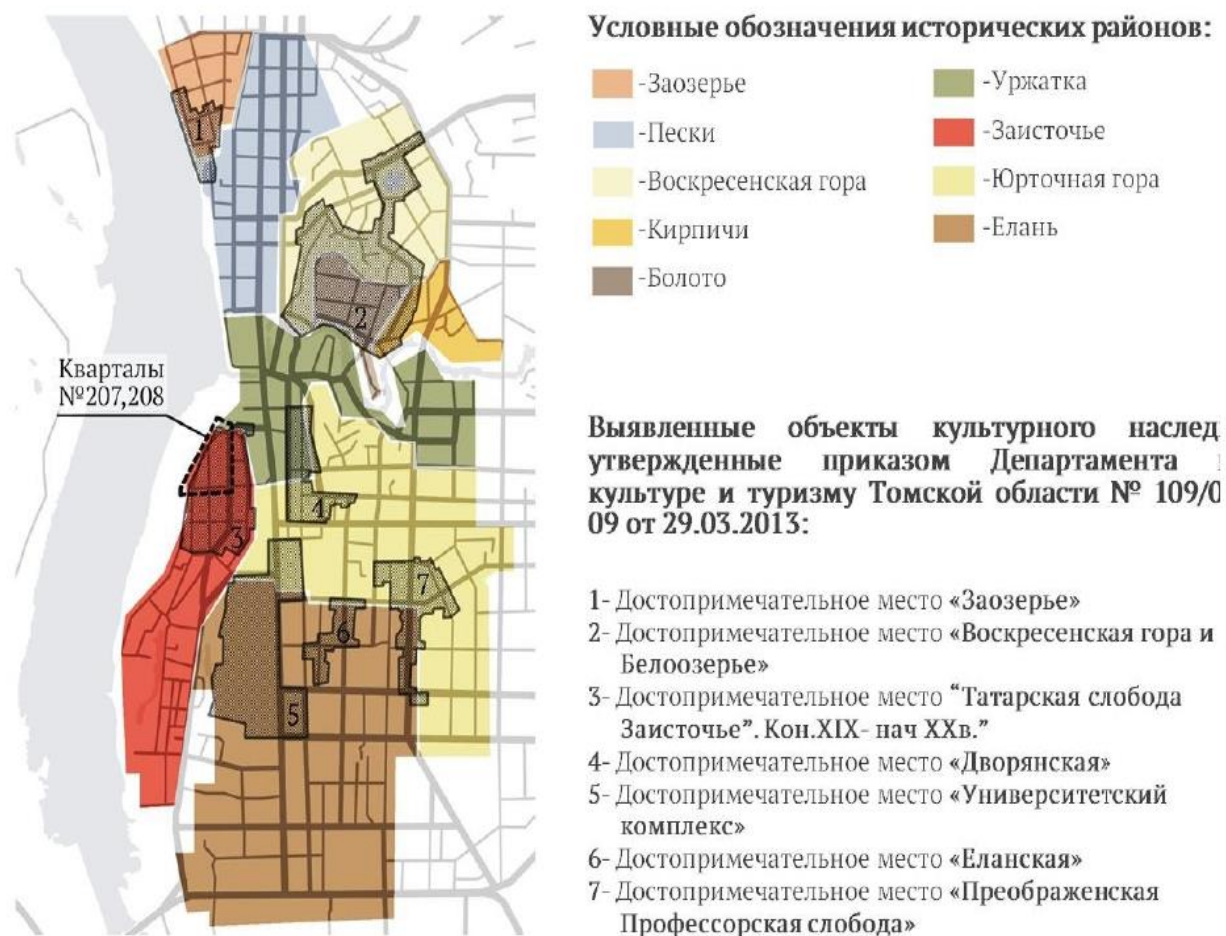 Условные обозначения исторических районов:
-Заозерье
-Пески
-Воскресенская гора
-Кирпичи
-Болото
-Уржатка
-Заисточье
-Юрточная гора
-Елань
Кварталы
№207,208
1
2
3
4
5
6
7
Выявленные объекты культурного наслед
утвержденные приказом Департамента
культуре и туризму Томской области № 109/0
09 от 29.03.2013:
1- Достопримечательное место «Заозерье»
2- Достопримечательное место «Воскресенская гора и
Белоозерье»
3- Достопримечательное место “Татарская слобода
Заисточье”. Кон.XIX- нач XXв.”
4- Достопримечательное место «Дворянская»
5- Достопримечательное место «Университетский
комплекс»
6- Достопримечательное место «Еланская»
7- Достопримечательное место «Преображенская
Профессорская слобода»